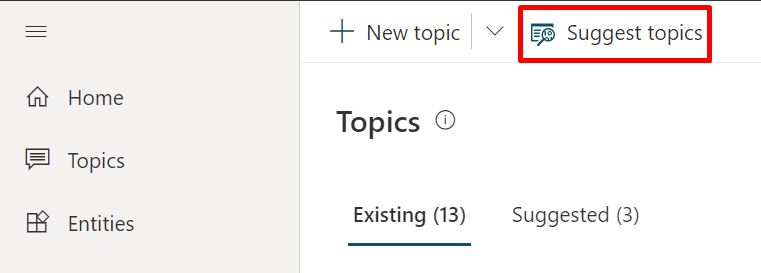 New topic
Suggest topics
Home
Topics
Entities
Topics
Existing (13)
Suggested (3)